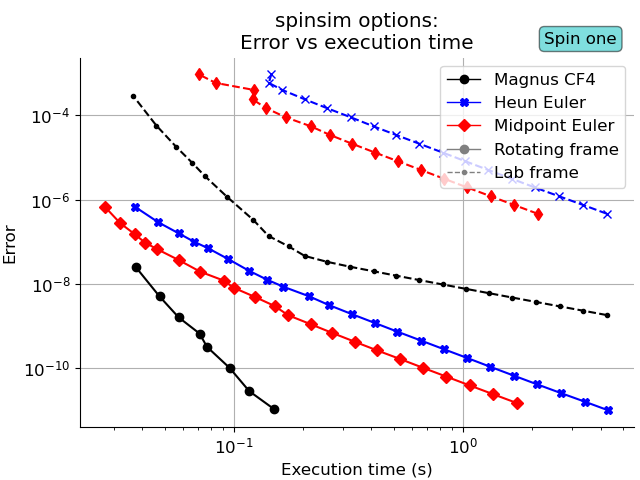 spinsim options:
Error vs execution time
Spin one
Magnus CF4
Heun Euler
Midpoint Euler
Rotating frame
Lab frame
Error
10⁻⁴
10⁻⁶
10⁻⁸
10⁻¹⁰
10⁻¹
10⁰
Execution time (s)